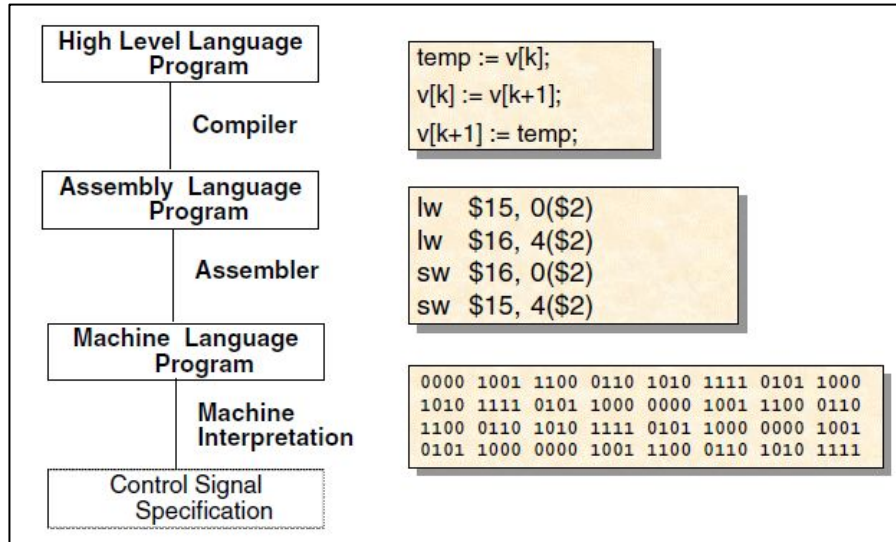 High Level Language
Program
Compiler
Assembly Language
Program
Assembler
Machine Language
Program
Machine
Interpretation
Control Signal
Specification
temp := v[k];
v[k] := v[k+1];
v[k+1] := temp;
lw $15, 0($2)
lw $16, 4($2)
sw $16, 0($2)
sw $15, 4($2)
0000 1001 1100 0110 1010 1111 0101 1000
1010 1111 0101 1000 0000 1001 1100 0110
1100 0110 1010 1111 0101 1000 0000 1001
0101 1000 0000 1001 1100 0110 1010 1111